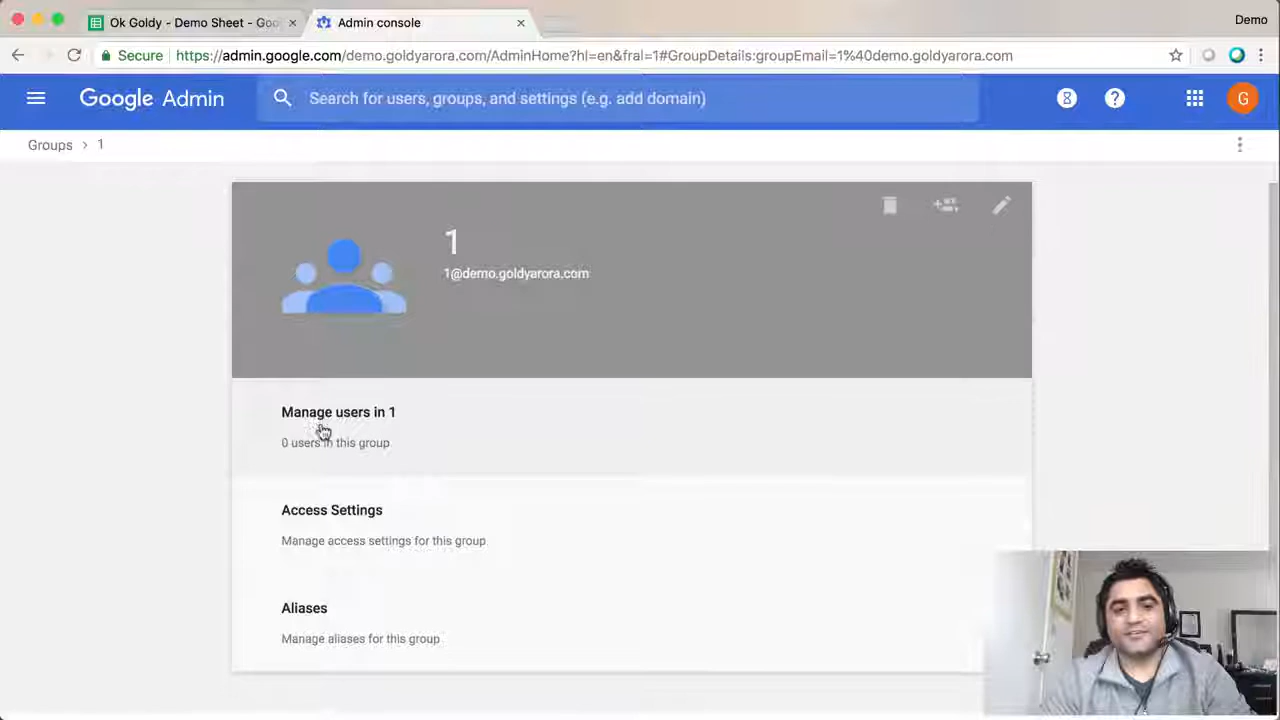 Ok Goldy - Demo Sheet - Goo
Admin console
Demo
Secure
https://admin.google.com/demo.goldyarora.com/AdminHome?hl=en&fral=1#GroupDetails:groupEmail=1%40demo.goldyarora.com
Google Admin
Search for users, groups, and settings (e.g. add domain)
G
Groups > 1
1
1@demo.goldyarora.com
Manage users in 1
0 users in this group
Access Settings
Manage access settings for this group
Aliases
Manage aliases for this group